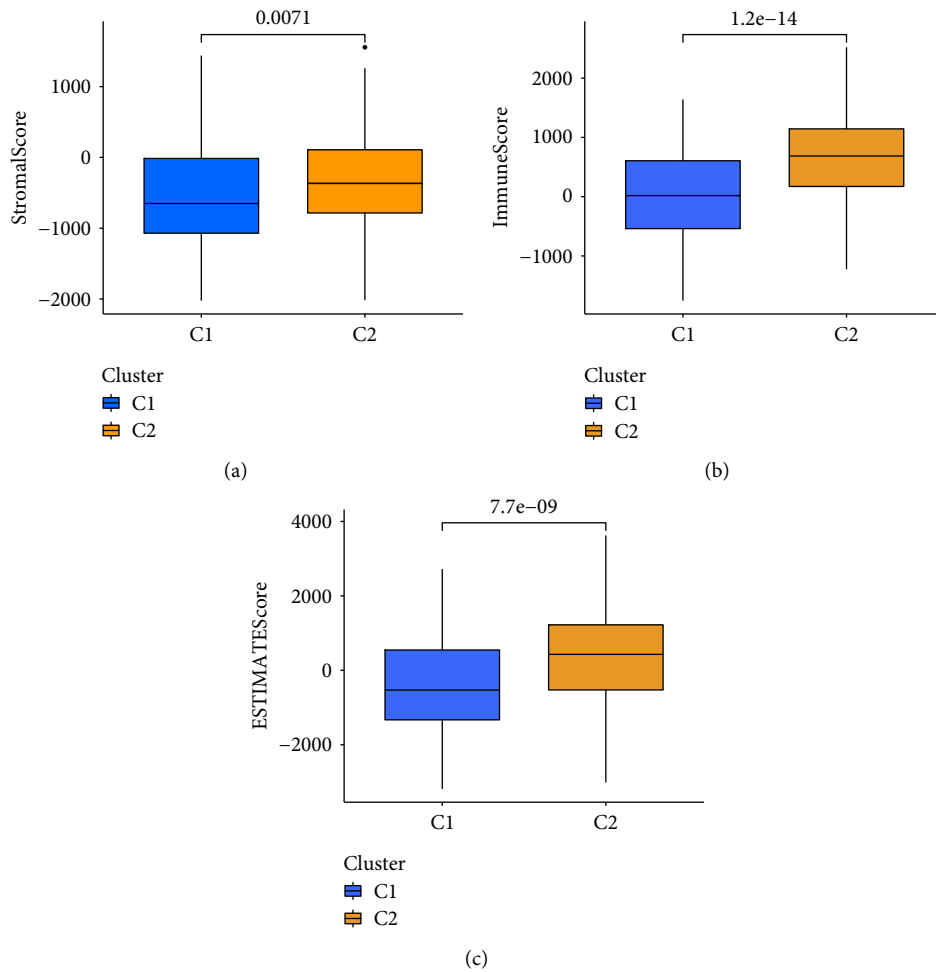 0.0071
StromalScore
1000
0
−1000
−2000
C1 C2
Cluster
C1
C2
(a)
1.2e−14
ImmuneScore
2000
1000
0
−1000
C1 C2
Cluster
C1
C2
(b)
7.7e−09
ESTIMATEScore
4000
2000
0
−2000
C1 C2
Cluster
C1
C2
(c)